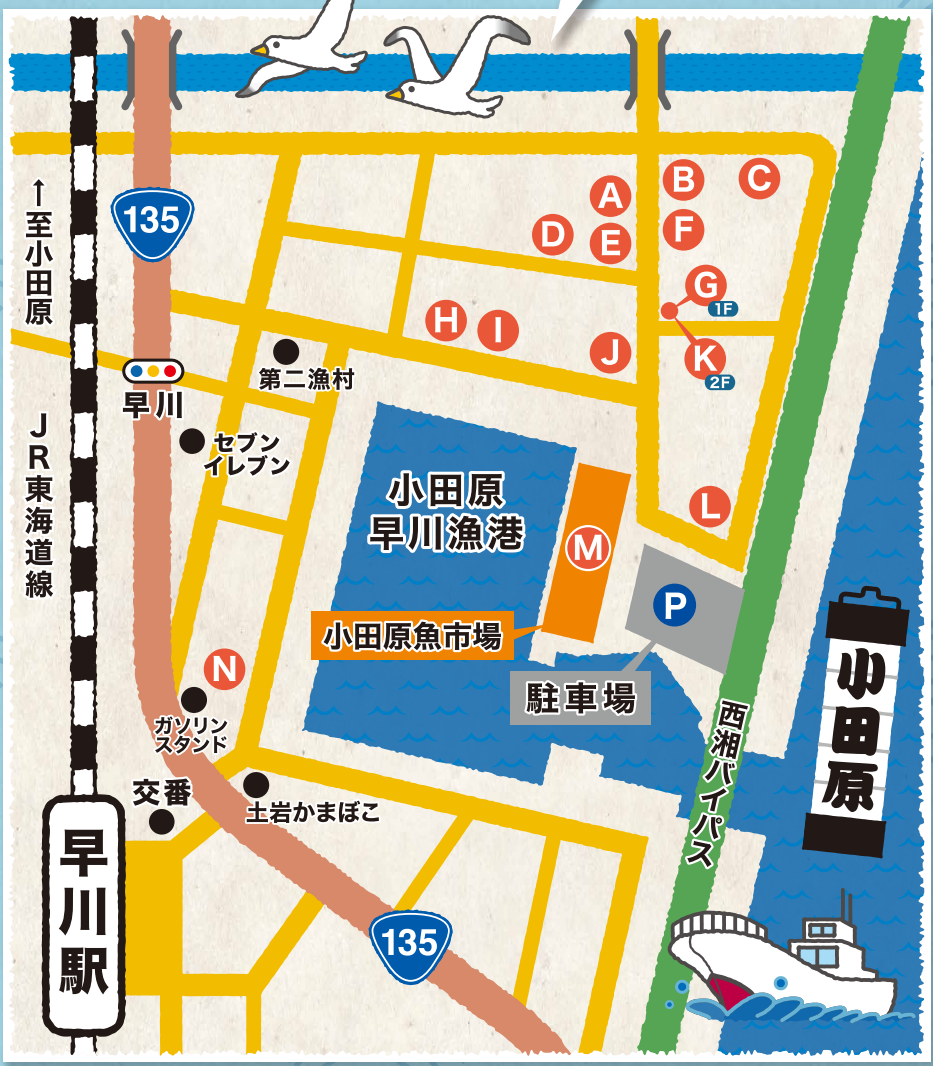 135
↑至小田原
JR東海道線
早川
セブン
イレブン
第二漁村
A
B
C
D
E
F
G
1F
H
I
J
K
2F
L
小田原
早川漁港
M
小田原魚市場
P
駐車場
N
ガソリン
スタンド
交番
土岩かまぼこ
早川駅
135
西湘バイパス
小田原